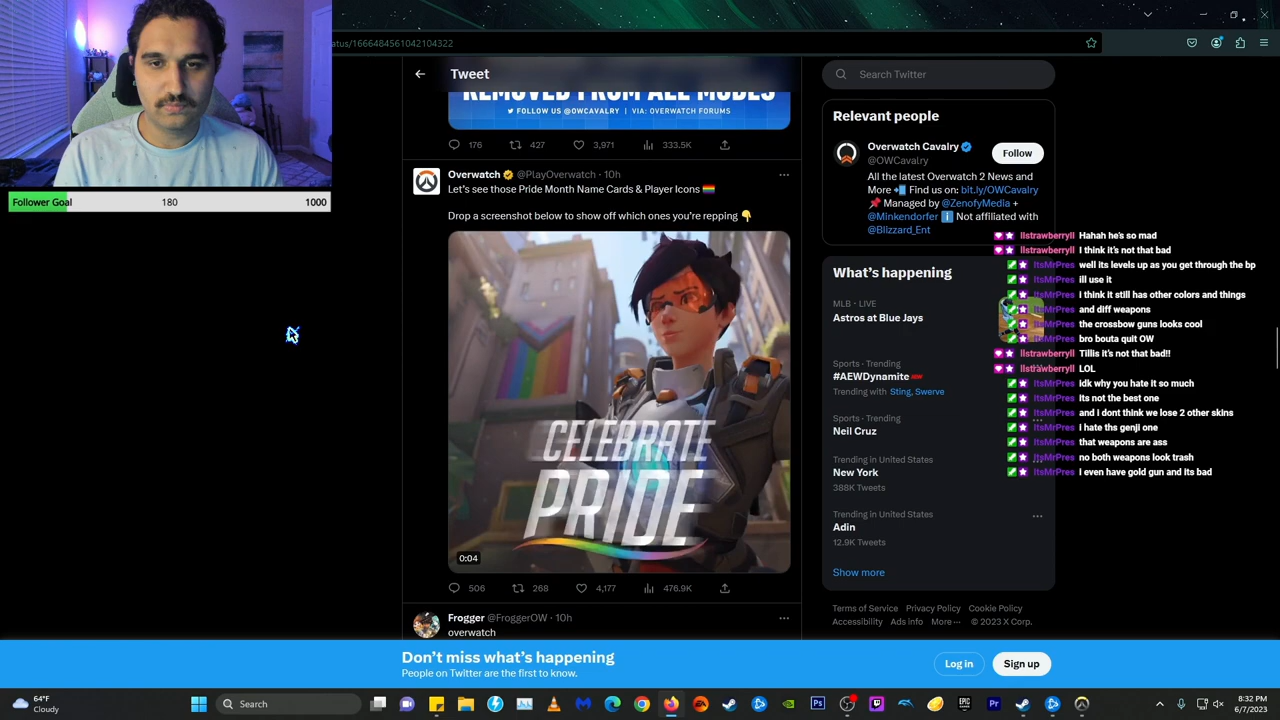 atus/1666484561042104322
Tweet
REMOVED FROM ALL MODES
FOLLOW US @OWCAVALRY | VIA: OVERWATCH FORUMS
176 427 3,971 333.5K
Overwatch @PlayOverwatch · 10h
Let's see those Pride Month Name Cards & Player Icons 🏳️‍🌈
Drop a screenshot below to show off which ones you're repping 👇
CELEBRATE
PRIDE
0:04
506 268 4,177 476.9K
Frogger @FroggerOW · 10h
overwatch
Follower Goal 180 1000
Search Twitter
Relevant people
Overwatch Cavalry
@OWCavalry
Follow
All the latest Overwatch 2 News and
More 📲 Find us on: bit.ly/OWCavalry
📌 Managed by @ZenofyMedia +
@Minkendorfer ℹ️ Not affiliated with
@Blizzard_Ent
What's happening
MLB · LIVE
Astros at Blue Jays
Sports · Trending
#AEWDynamite
Trending with Sting, Swerve
Sports · Trending
Neil Cruz
Trending in United States
New York
388K Tweets
Trending in United States
Adin
12.9K Tweets
Show more
Terms of Service Privacy Policy Cookie Policy
Accessibility Ads info More ··· © 2023 X Corp.
llstrawberryll Hahah he's so mad
llstrawberryll I think it's not that bad
ItsMrPres well its levels up as you get through the bp
ItsMrPres ill use it
ItsMrPres I think it still has other colors and things
ItsMrPres and diff weapons
ItsMrPres the crossbow guns looks cool
ItsMrPres bro bouta quit OW
llstrawberryll Tillis it's not that bad!!
llstrawberryll LOL
ItsMrPres Idk why you hate it so much
ItsMrPres Its not the best one
ItsMrPres and i dont think we lose 2 other skins
ItsMrPres I hate ths genji one
ItsMrPres that weapons are ass
ItsMrPres no both weapons look trash
ItsMrPres I even have gold gun and its bad
Don't miss what's happening
People on Twitter are the first to know.
Log in
Sign up
64°F
Cloudy
Search
8:32 PM
6/7/2023